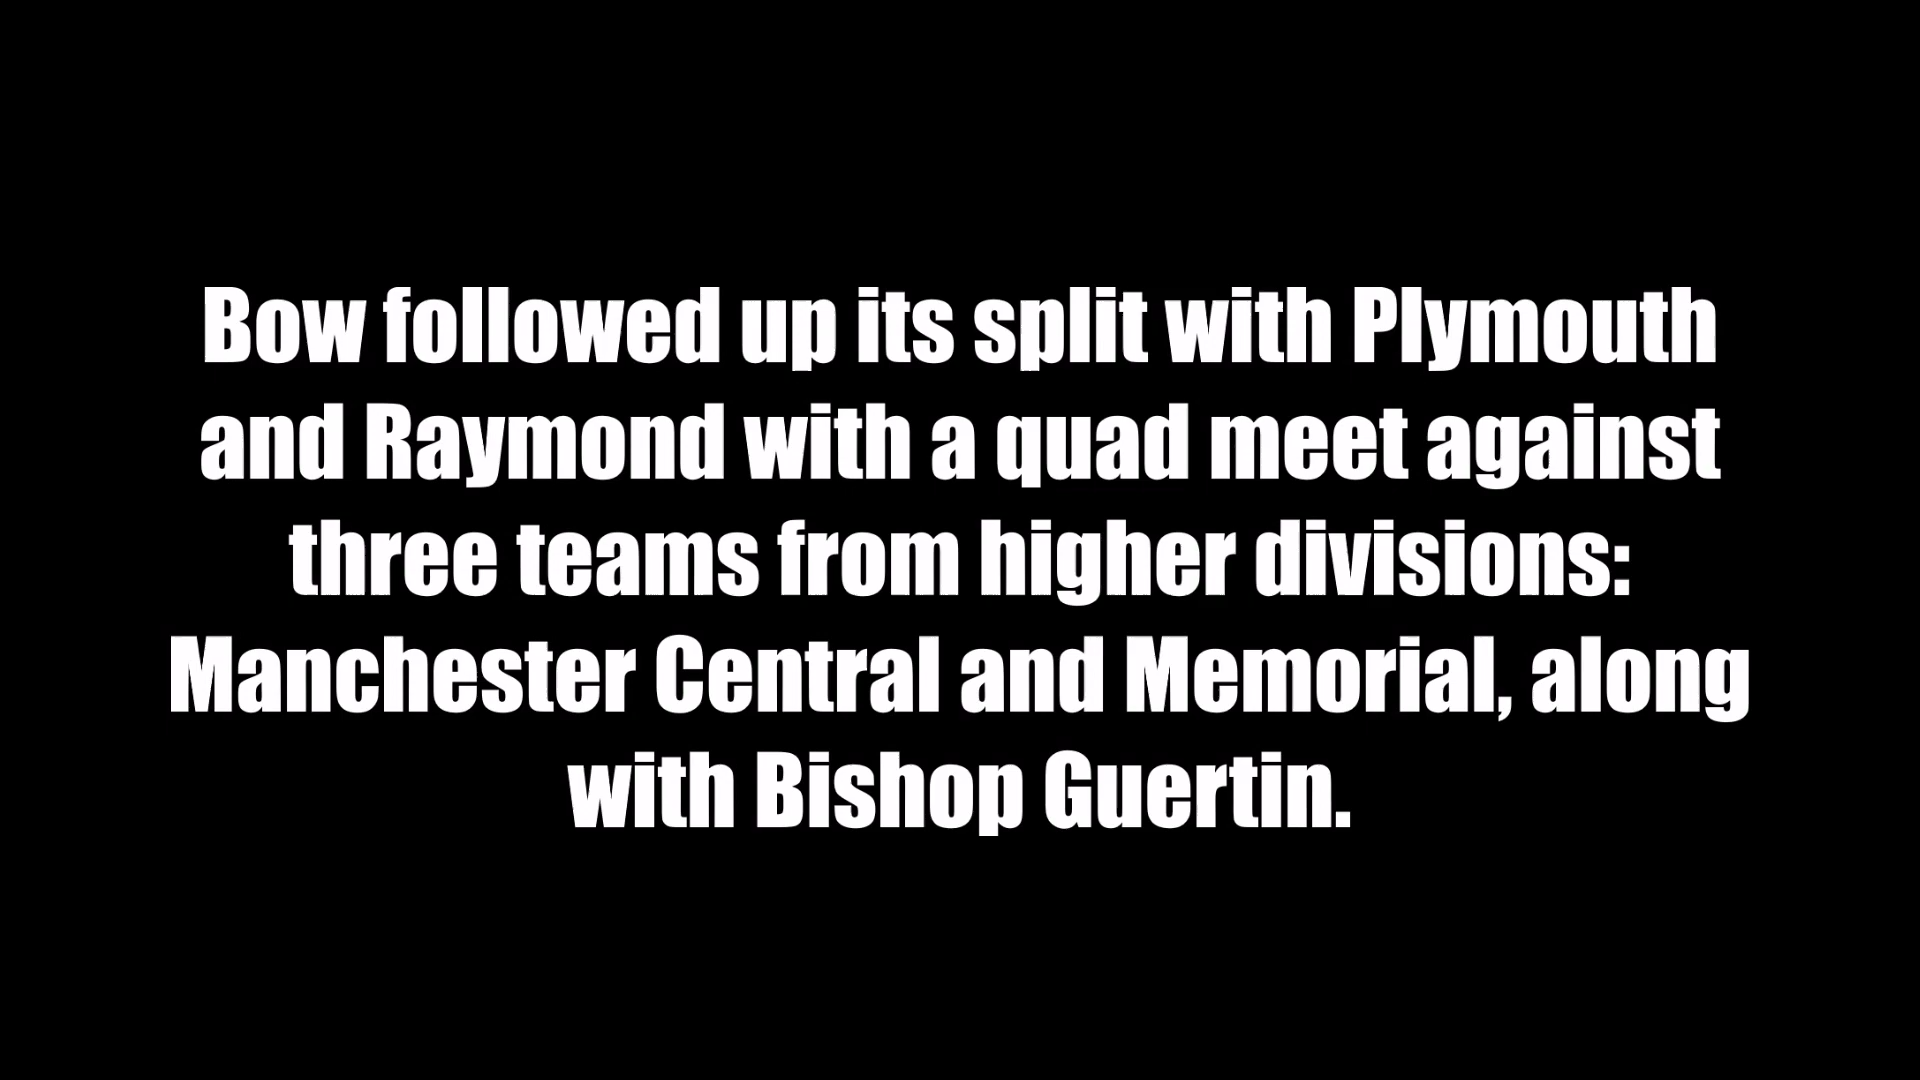 Bow followed up its split with Plymouth
and Raymond with a quad meet against
three teams from higher divisions:
Manchester Central and Memorial, along
with Bishop Guertin.